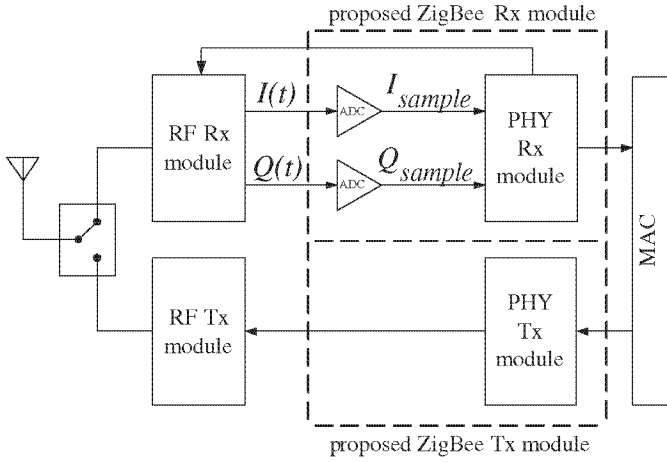 proposed ZigBee Rx module
RF Rx
module
I(t)
ADC
I sample
Q(t)
ADC
Q sample
PHY
Rx
module
MAC
RF Tx
module
PHY
Tx
module
proposed ZigBee Tx module